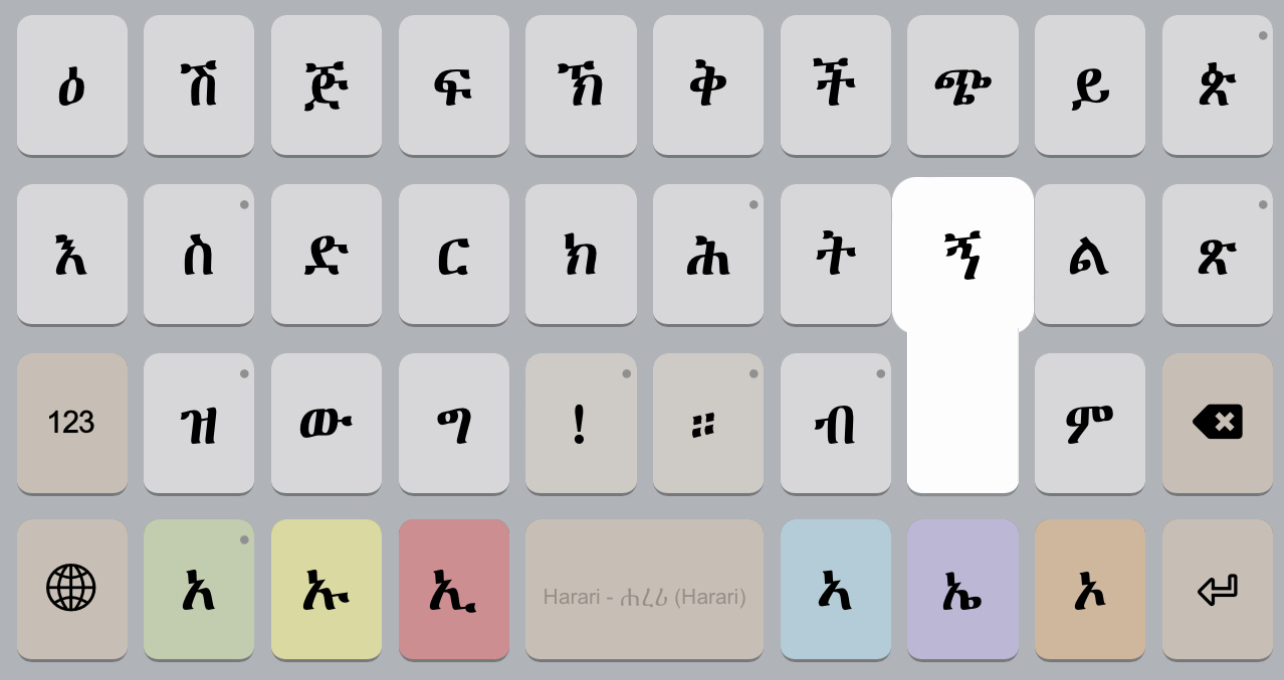 ዕ ሽ ጅ ፍ ኽ ቅ ች ጭ ይ ጵ
እ ስ ድ ር ክ ሕ ት ኝ ል ጽ
123 ዝ ው ግ ! ። ብ ም
አ ኡ ኢ Harari - ሐረሪ (Harari) ኣ ኤ ኦ